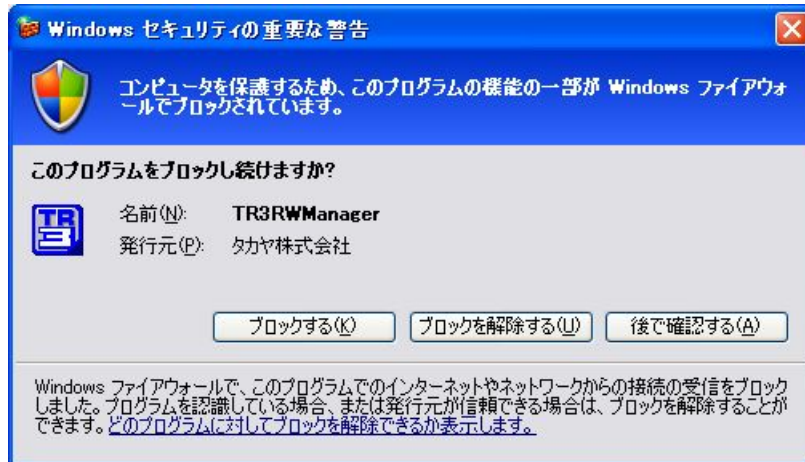 Windows セキュリティの重要な警告
コンピュータを保護するため、このプログラムの機能の一部が Windows ファイアウォ
ールでブロックされています。
このプログラムをブロックし続けますか?
TR3
名前(N): TR3RWManager
発行元(P): タカヤ株式会社
ブロックする(K) ブロックを解除する(U) 後で確認する(A)
Windows ファイアウォールで、このプログラムでのインターネットやネットワークからの接続の受信をブロック
しました。プログラムを認識している場合、または発行元が信頼できる場合は、ブロックを解除することが
できます。どのプログラムに対してブロックを解除できるか表示します。